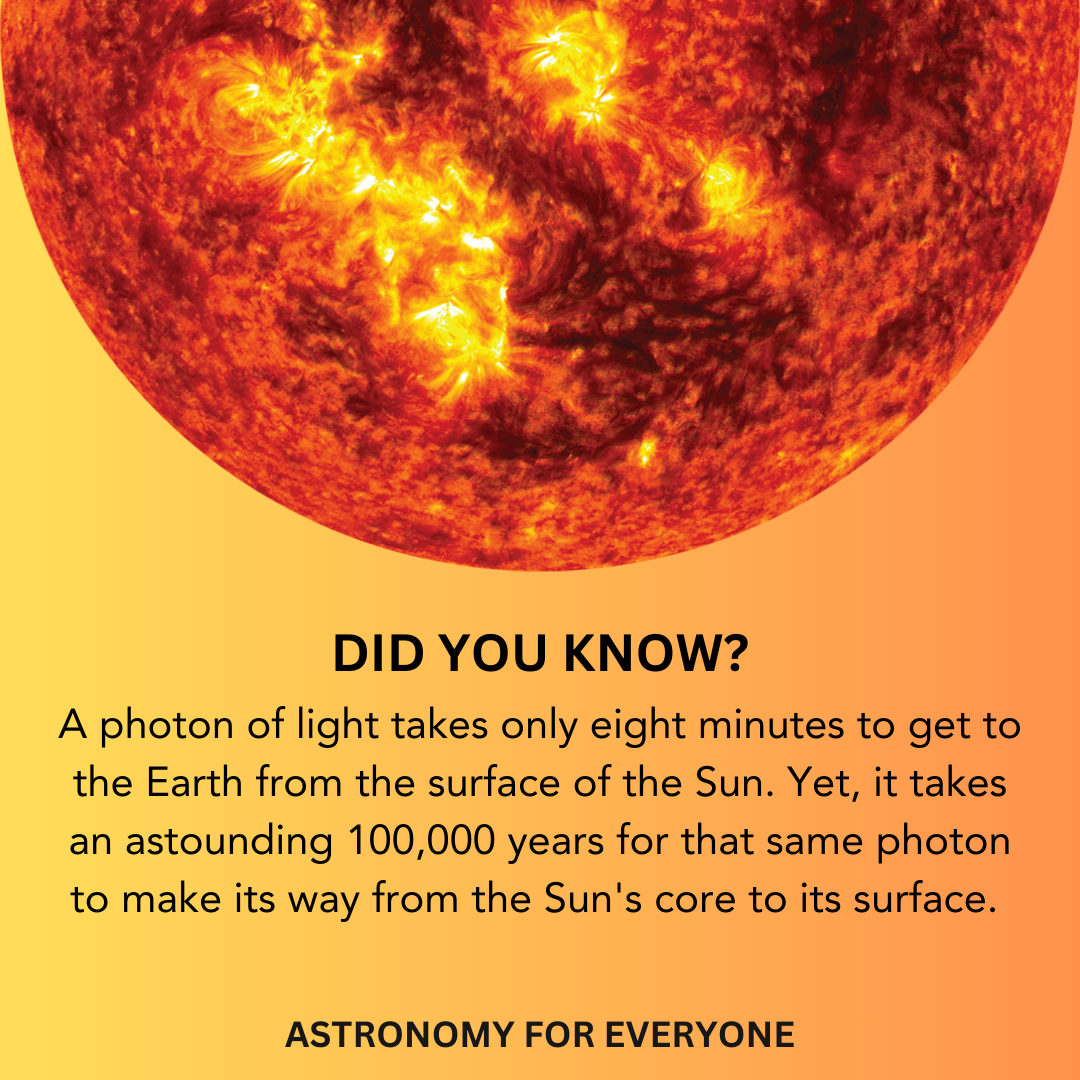 DID YOU KNOW?
A photon of light takes only eight minutes to get to
the Earth from the surface of the Sun. Yet, it takes
an astounding 100,000 years for that same photon
to make its way from the Sun's core to its surface.
ASTRONOMY FOR EVERYONE